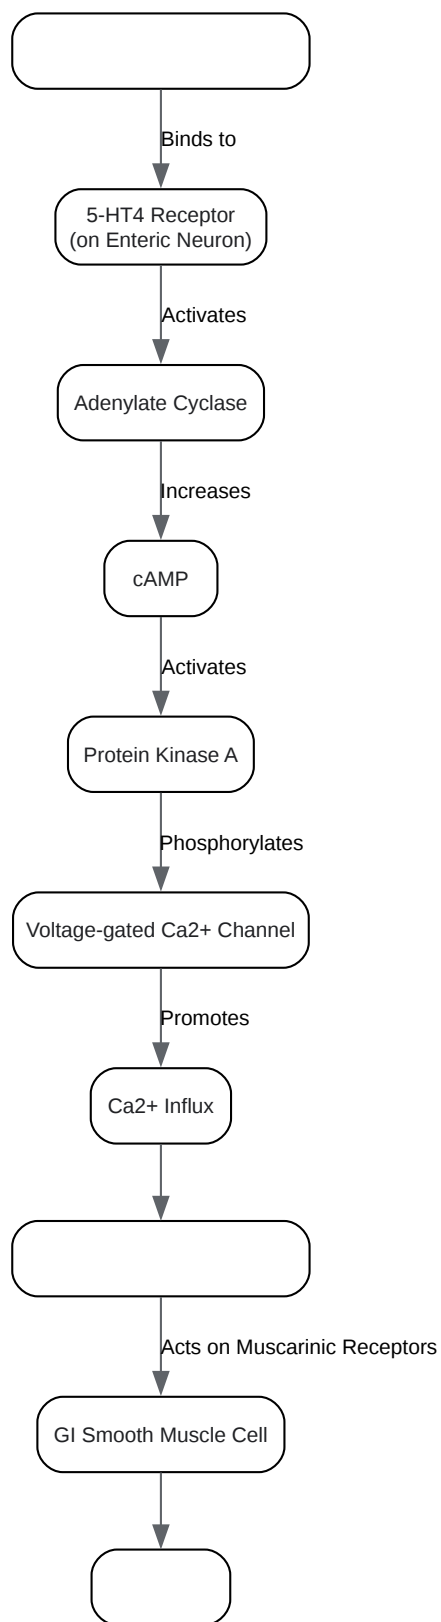 Binds to
5-HT4 Receptor
(on Enteric Neuron)
Activates
Adenylate Cyclase
Increases
cAMP
Activates
Protein Kinase A
Phosphorylates
Voltage-gated Ca2+ Channel
Promotes
Ca2+ Influx
Acts on Muscarinic Receptors
GI Smooth Muscle Cell